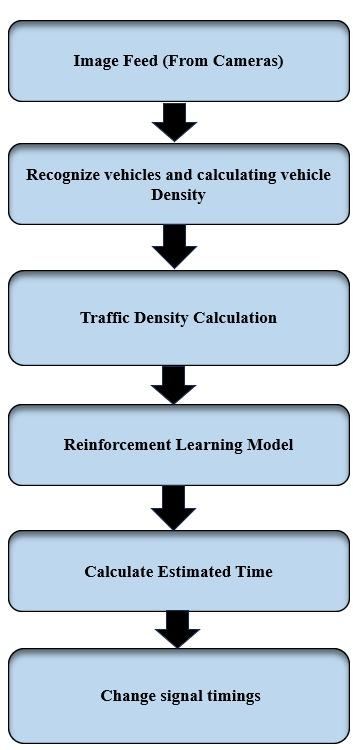 Image Feed (From Cameras)
Recognize vehicles and calculating vehicle
Density
Traffic Density Calculation
Reinforcement Learning Model
Calculate Estimated Time
Change signal timings